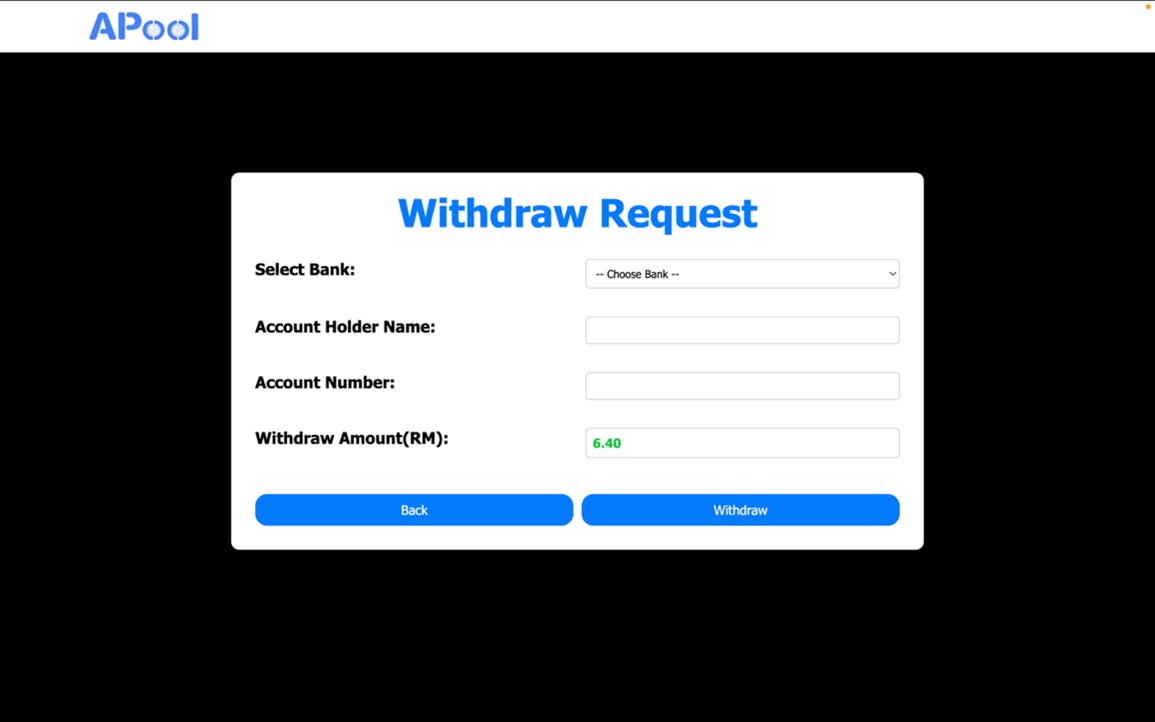 APool
Withdraw Request
Select Bank:
-- Choose Bank --
Account Holder Name:
Account Number:
Withdraw Amount(RM):
6.40
Back
Withdraw